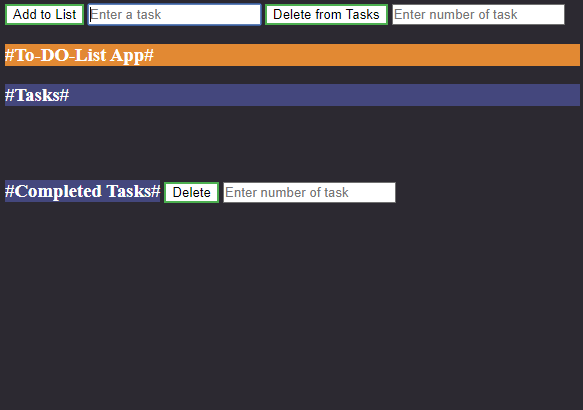 Add to List Enter a task Delete from Tasks Enter number of task
#To-DO-List App#
#Tasks#
#Completed Tasks# Delete Enter number of task